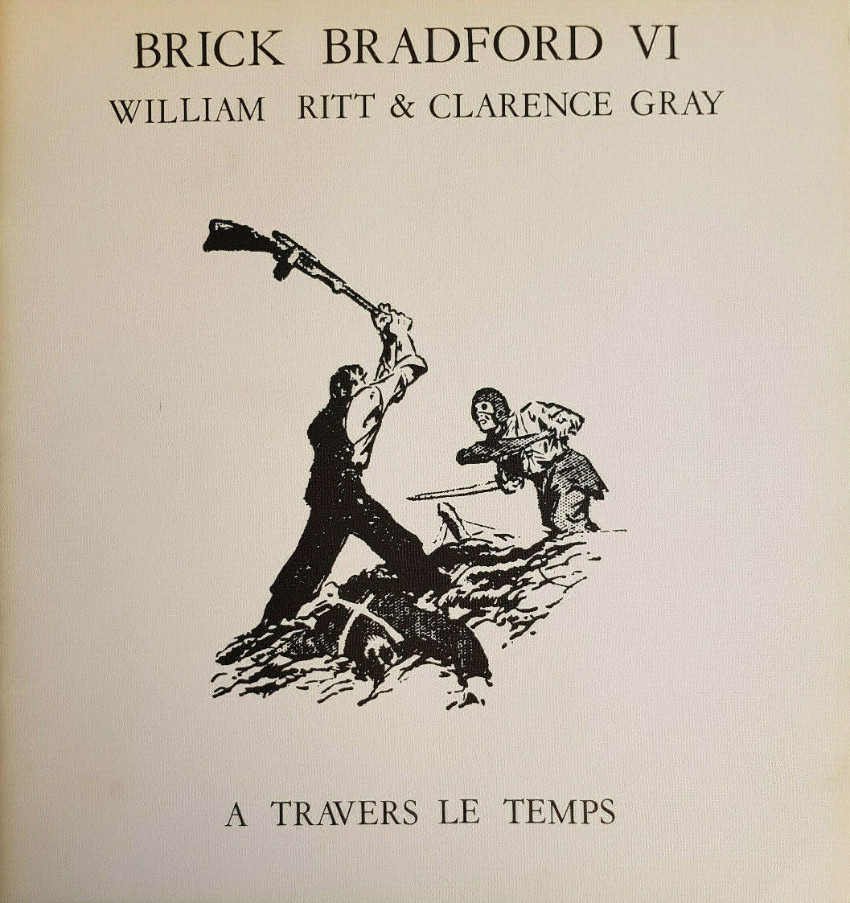 BRICK BRADFORD VI
WILLIAM RITT & CLARENCE GRAY
A TRAVERS LE TEMPS